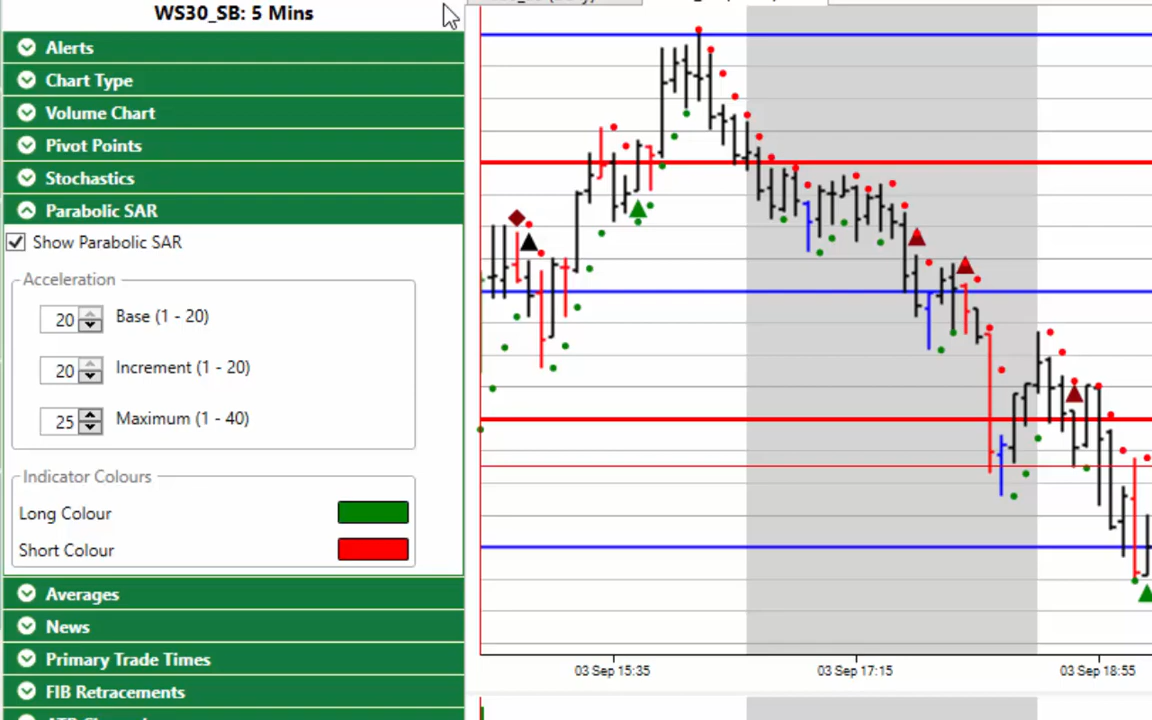 WS30_SB: 5 Mins
Alerts
Chart Type
Volume Chart
Pivot Points
Stochastics
Parabolic SAR
Show Parabolic SAR
Acceleration
20 Base (1 - 20)
20 Increment (1 - 20)
25 Maximum (1 - 40)
Indicator Colours
Long Colour
Short Colour
Averages
News
Primary Trade Times
FIB Retracements
03 Sep 15:35 03 Sep 17:15 03 Sep 18:55